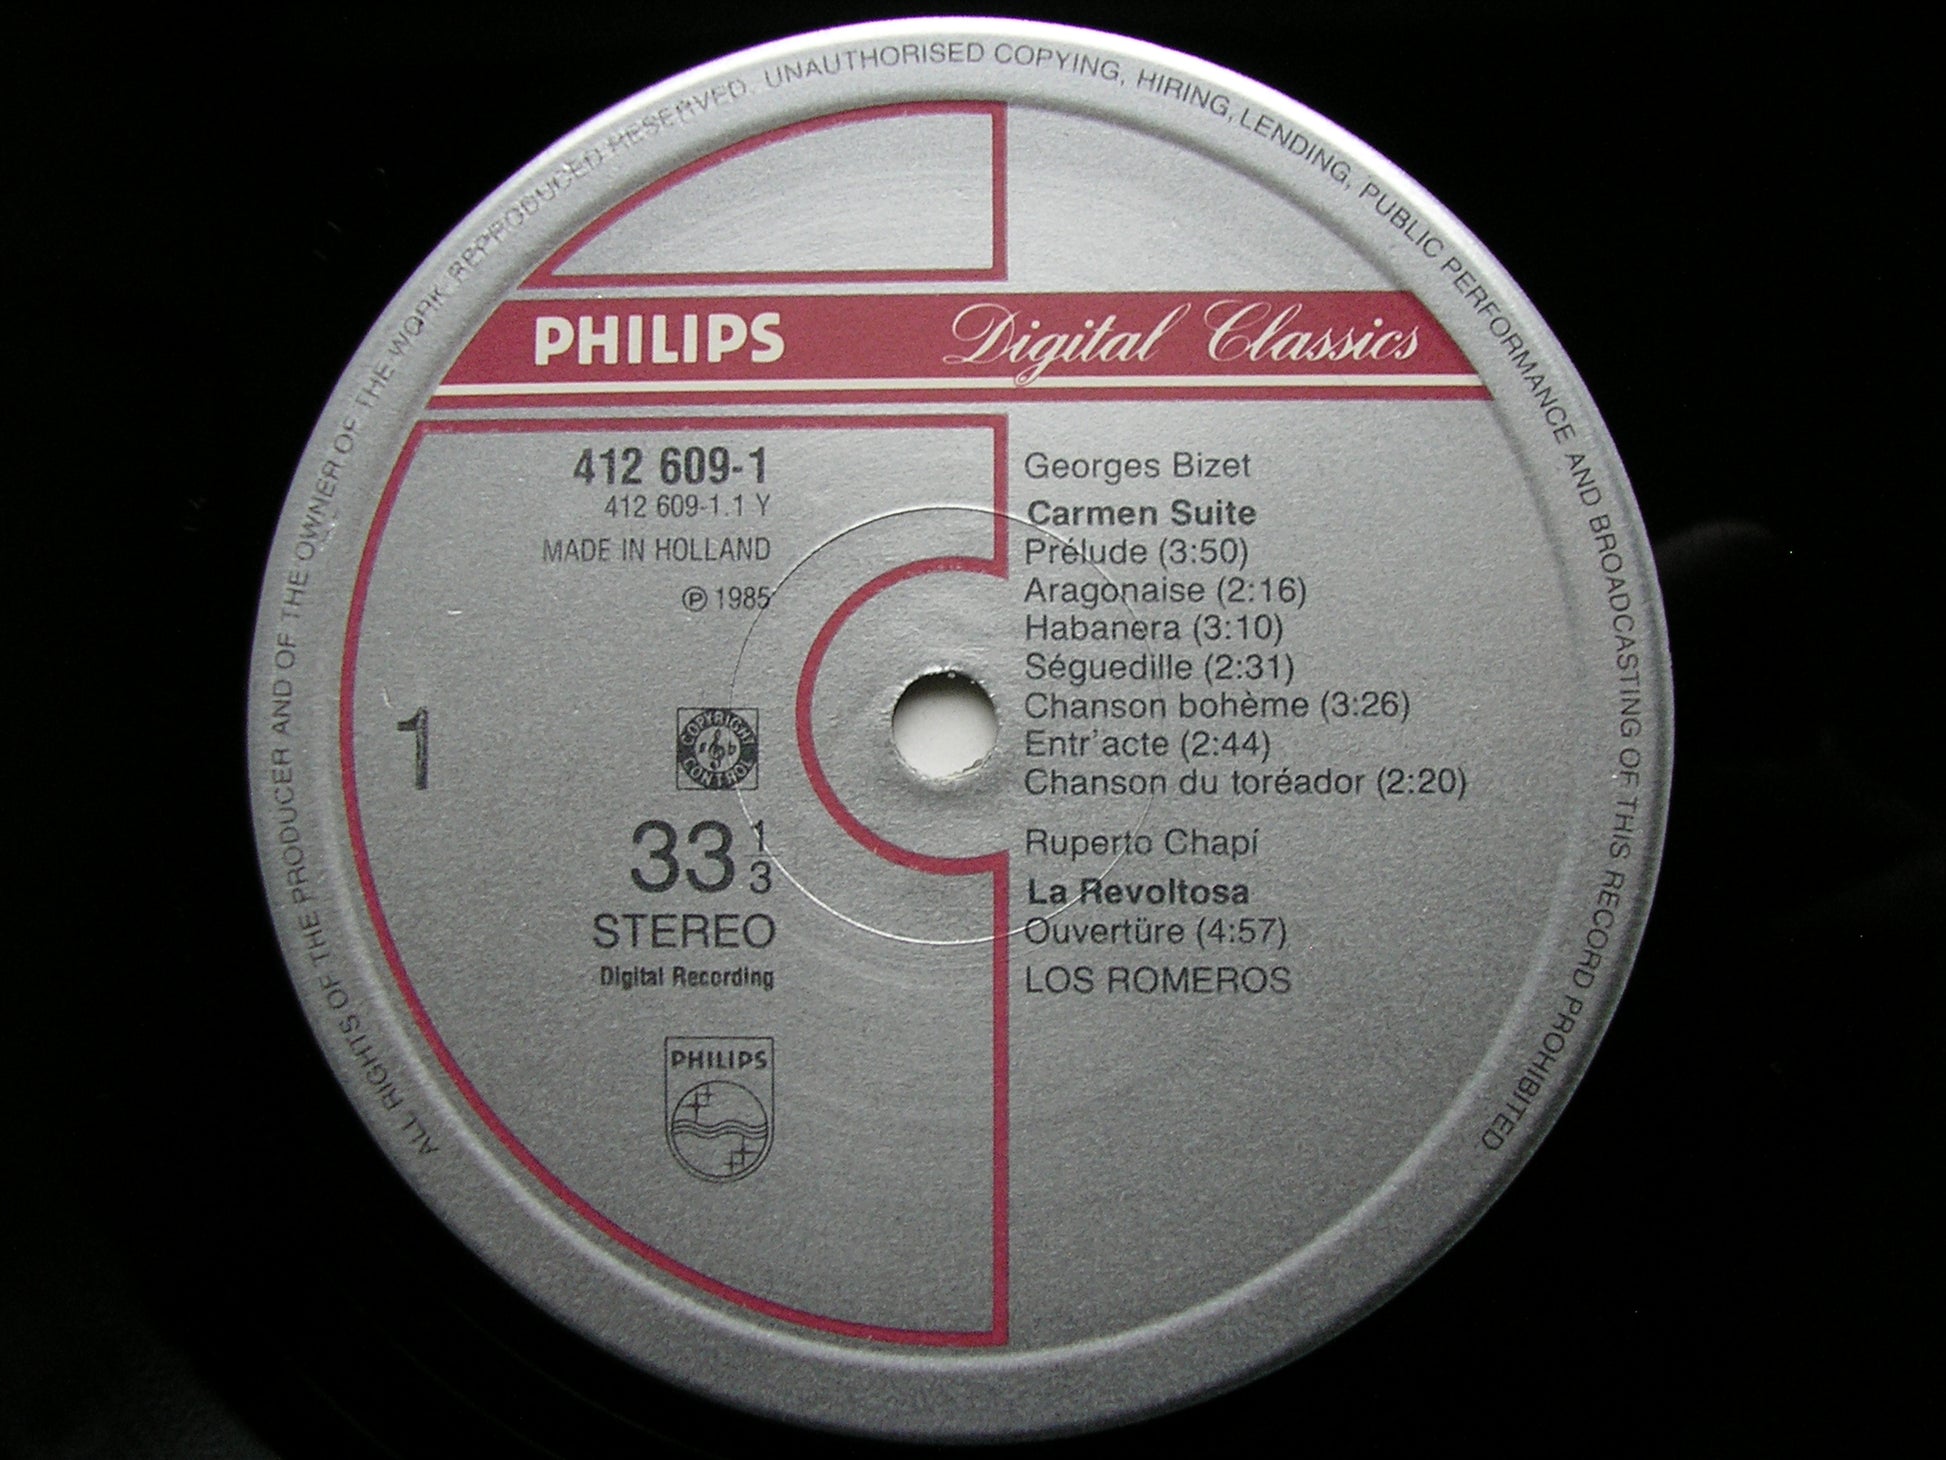 ALL RIGHTS OF THE PRODUCER AND OF THE OWNER OF THE WORK REPRODUCED RESERVED. UNAUTHORISED COPYING, HIRING, LENDING, PUBLIC PERFORMANCE AND BROADCASTING OF THIS RECORD PROHIBITED
PHILIPS Digital Classics
412 609-1
412 609-1.1 Y
MADE IN HOLLAND
℗ 1985
1
COPYRIGHT
CONTROL
33 1/3
STEREO
Digital Recording
PHILIPS
Georges Bizet
Carmen Suite
Prélude (3:50)
Aragonaise (2:16)
Habanera (3:10)
Séguedille (2:31)
Chanson bohème (3:26)
Entr'acte (2:44)
Chanson du toréador (2:20)
Ruperto Chapí
La Revoltosa
Ouvertüre (4:57)
LOS ROMEROS